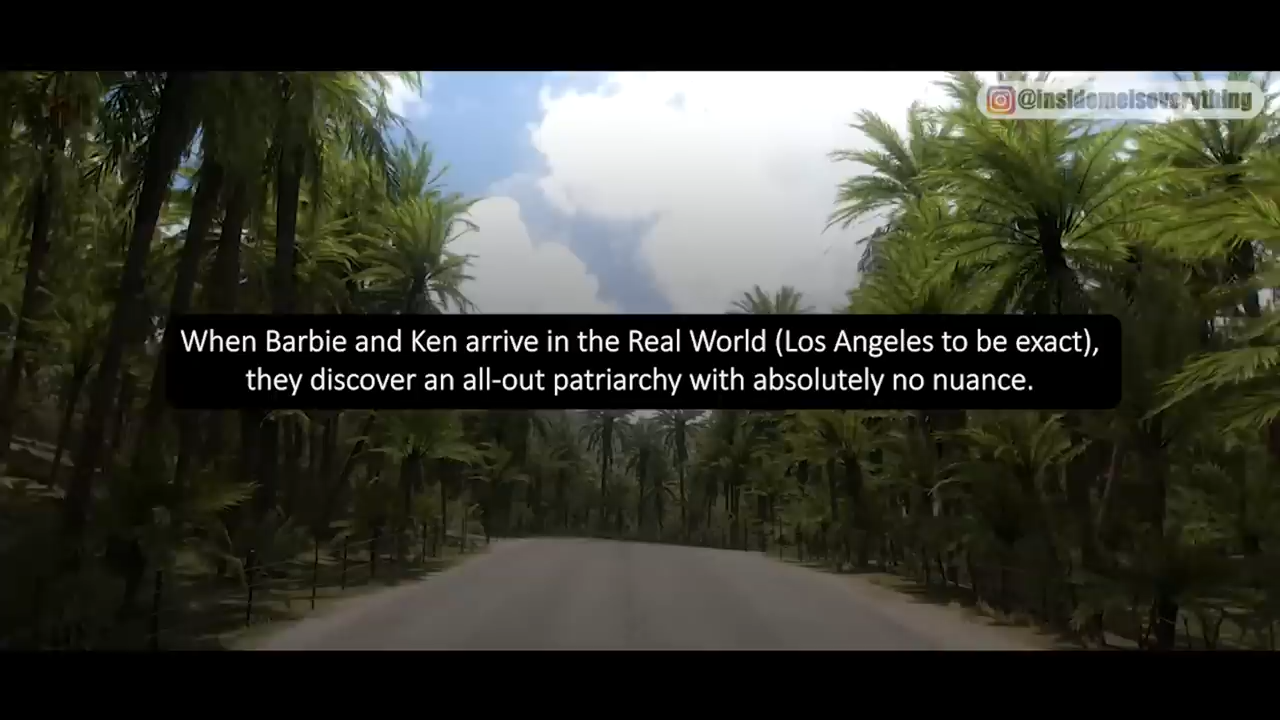 @insidemeiseverything
When Barbie and Ken arrive in the Real World (Los Angeles to be exact),
they discover an all-out patriarchy with absolutely no nuance.